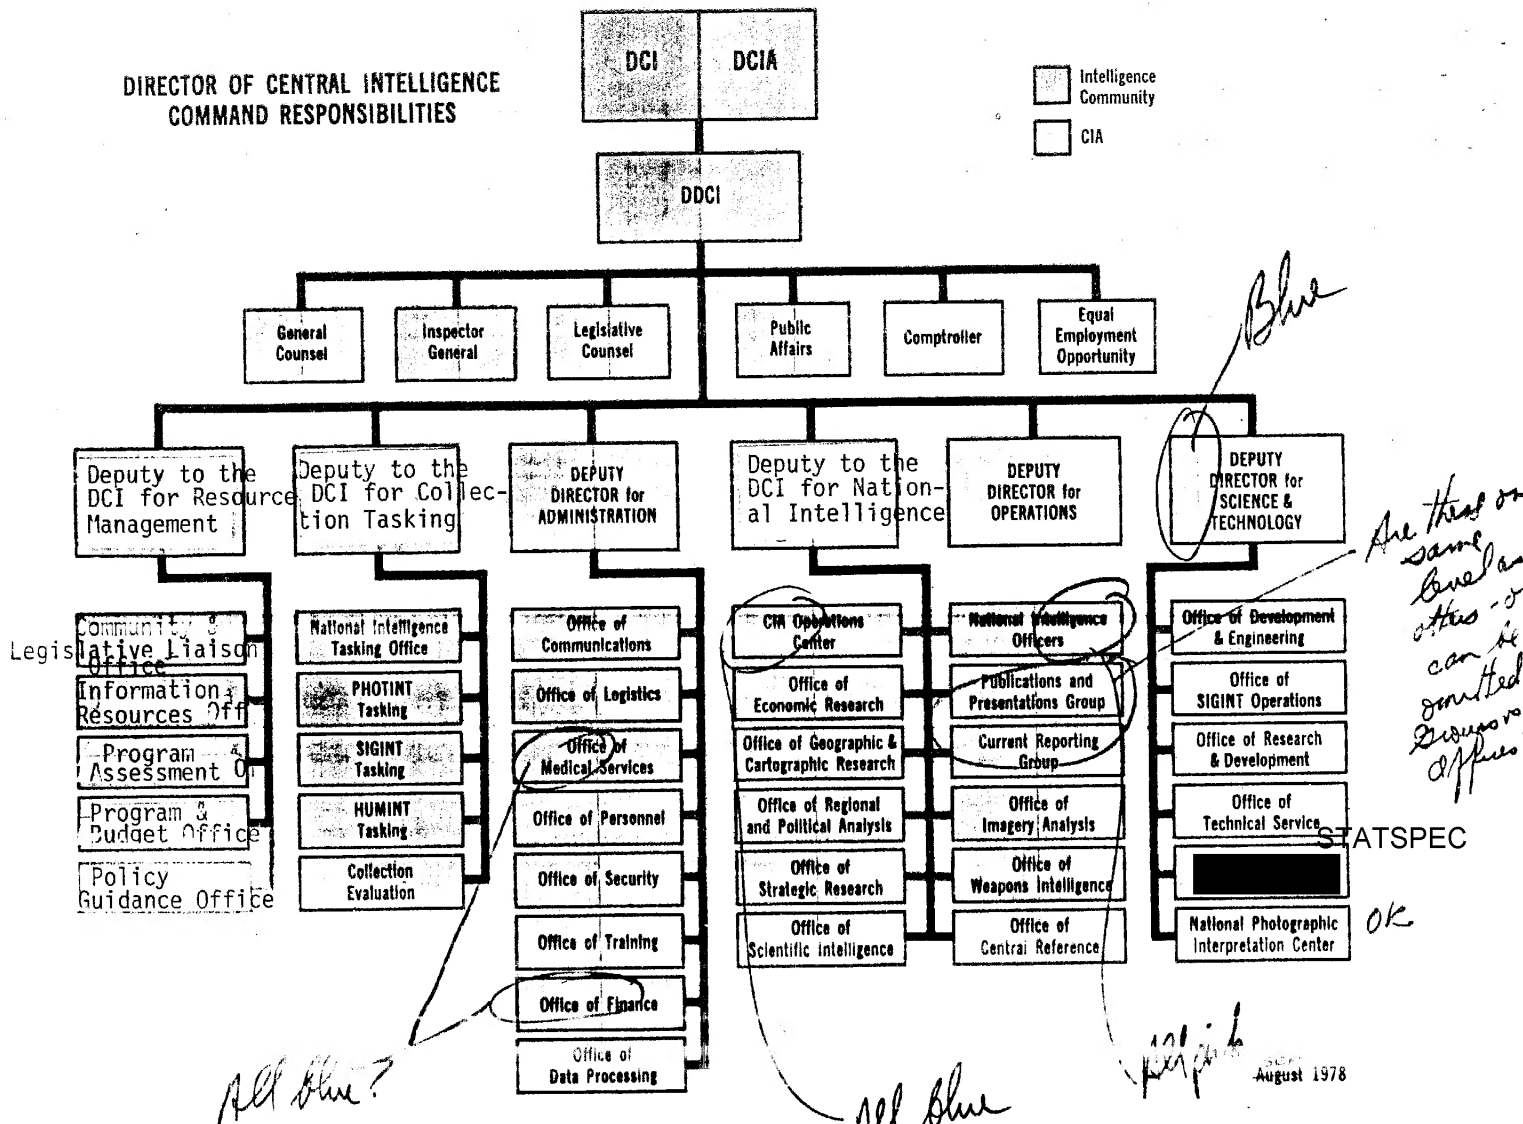 DIRECTOR OF CENTRAL INTELLIGENCE
COMMAND RESPONSIBILITIES
DCI
DCIA
Intelligence
Community
CIA
DDCI
Blue
General
Counsel
Inspector
General
Legislative
Counsel
Public
Affairs
Comptroller
Equal
Employment
Opportunity
Deputy to the
DCI for Resource
Management
Deputy to the
DCI for Collec-
tion Tasking
DEPUTY
DIRECTOR for
ADMINISTRATION
Deputy to the
DCI for Nation-
al Intelligence
DEPUTY
DIRECTOR for
OPERATIONS
DEPUTY
DIRECTOR for
SCIENCE &
TECHNOLOGY
Are these on
same
level as
others - or
can be
omitted
Groups vs
Offices
Community &
Legislative Liaison
Office
Information
Resources Off
Program &
Assessment O
Program &
Budget Office
Policy
Guidance Office
National Intelligence
Tasking Office
PHOTINT
Tasking
SIGINT
Tasking
HUMINT
Tasking
Collection
Evaluation
Office of
Communications
Office of Logistics
Office of
Medical Services
Office of Personnel
Office of Security
Office of Training
Office of Finance
Office of
Data Processing
CIA Operations
Center
Office of
Economic Research
Office of Geographic &
Cartographic Research
Office of Regional
and Political Analysis
Office of
Strategic Research
Office of
Scientific Intelligence
National Intelligence
Officers
Publications and
Presentations Group
Current Reporting
Group
Office of
Imagery Analysis
Office of
Weapons Intelligence
Office of
Central Reference
Office of Development
& Engineering
Office of
SIGINT Operations
Office of Research
& Development
Office of
Technical Service
STATSPEC
National Photographic
Interpretation Center
OK
All blue?
All blue
All pink
August 1978